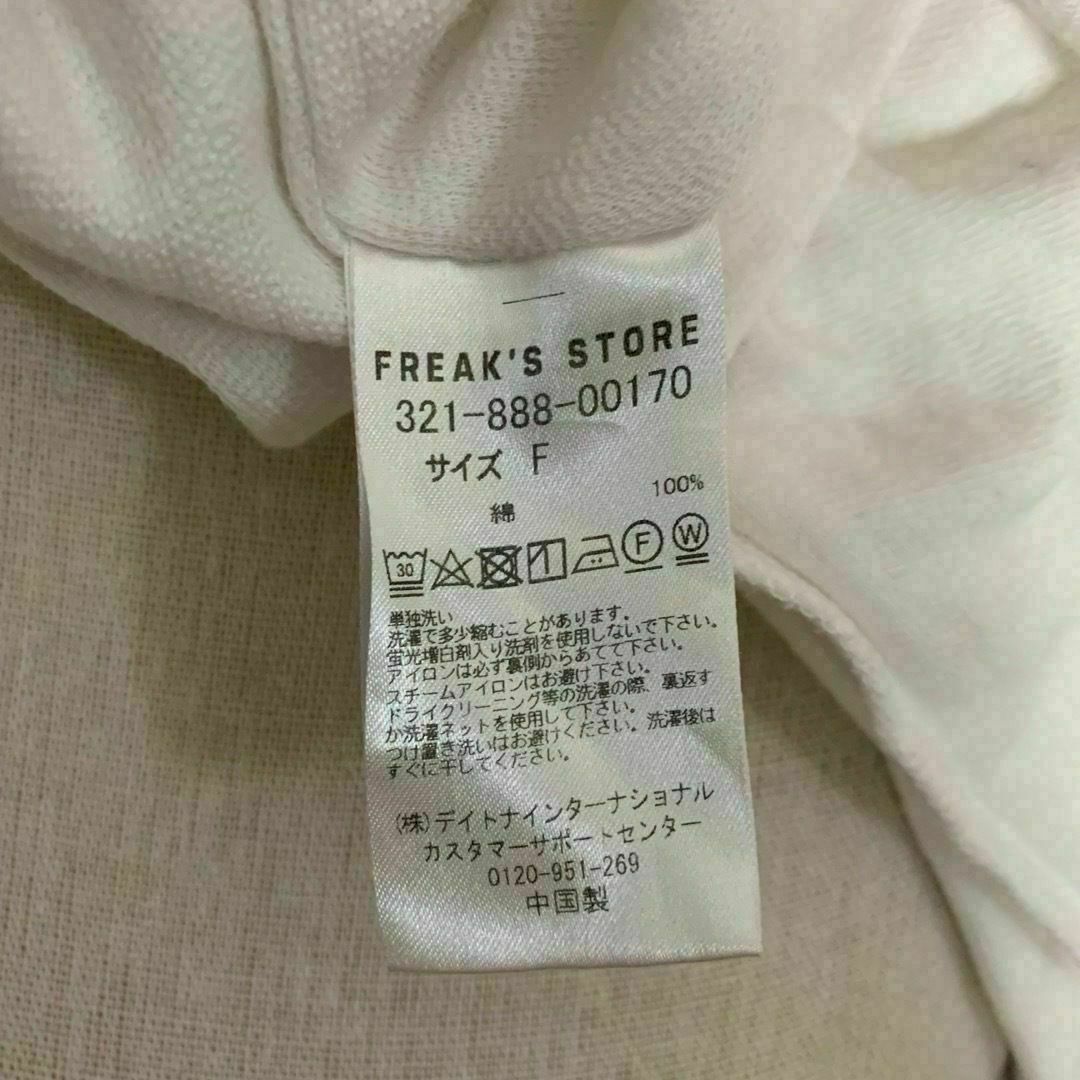 FREAK'S STORE
321-888-00170
サイズ F
綿 100%
30 F W
単独洗い
洗濯で多少縮むことがあります。
蛍光増白剤入り洗剤を使用しないで下さい。
アイロンは必ず裏側からあてて下さい。
スチームアイロンはお避け下さい。
ドライクリーニング等の洗濯の際、裏返す
か洗濯ネットを使用して下さい。
つけ置き洗いはお避けください。洗濯後は
すぐに干してください。
(株)デイトナインターナショナル
カスタマーサポートセンター
0120-951-269
中国製